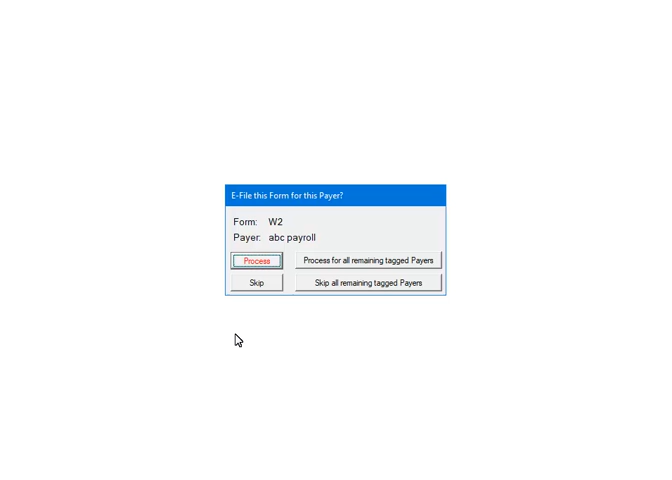 E-File this Form for this Payer?
Form: W2
Payer: abc payroll
Process Process for all remaining tagged Payers
Skip Skip all remaining tagged Payers